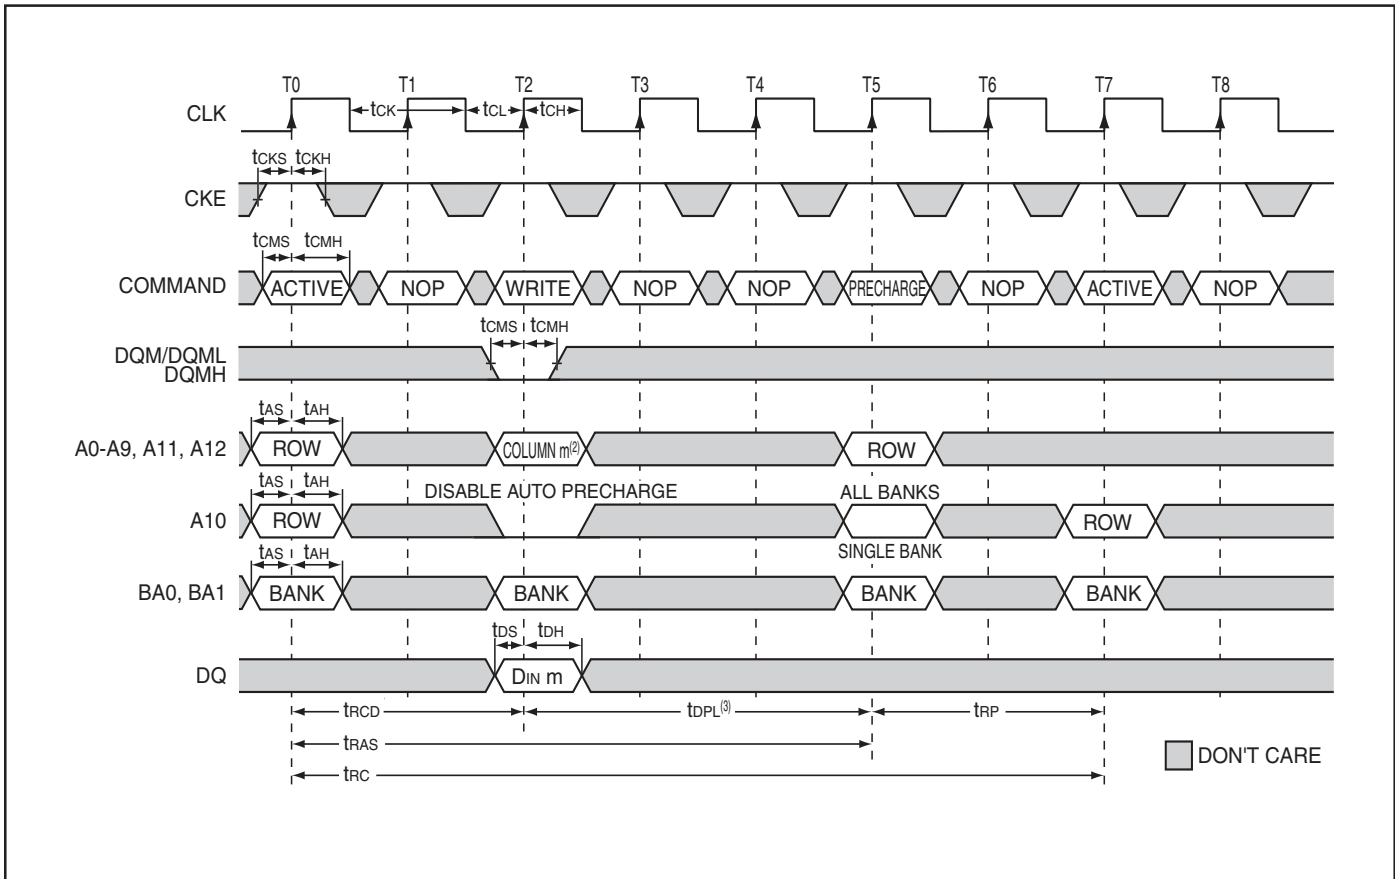 T0 T1 T2 T3 T4 T5 T6 T7 T8
CLK tCK tCL tCH
tCKS tCKH
CKE
tCMS tCMH
COMMAND ACTIVE NOP WRITE NOP NOP PRECHARGE NOP ACTIVE NOP
tCMS tCMH
DQM/DQML
DQMH
tAS tAH
A0-A9, A11, A12 ROW COLUMN m(2) ROW
tAS tAH DISABLE AUTO PRECHARGE ALL BANKS
A10 ROW ROW
tAS tAH SINGLE BANK
BA0, BA1 BANK BANK BANK BANK
tDS tDH
DQ DIN m
tRCD tDPL(3) tRP
tRAS
DON'T CARE
tRC